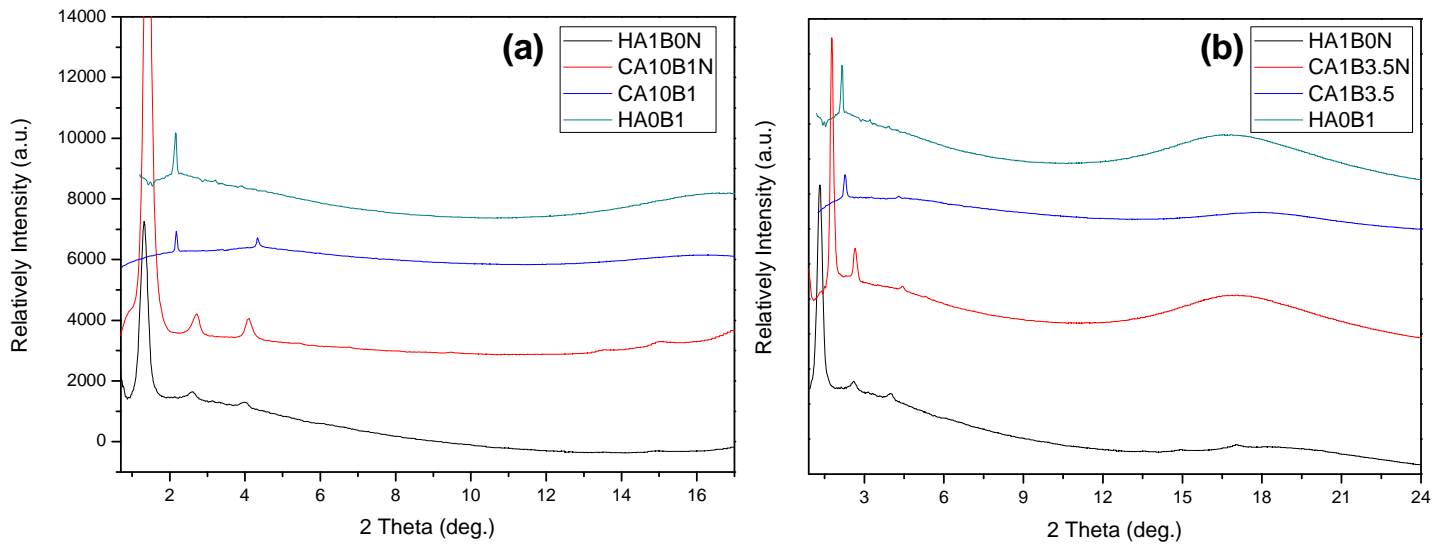 (a)
HA1B0N
CA10B1N
CA10B1
HA0B1
14000
12000
10000
8000
6000
4000
2000
0
Relatively Intensity (a.u.)
2 4 6 8 10 12 14 16
2 Theta (deg.)
(b)
HA1B0N
CA1B3.5N
CA1B3.5
HA0B1
Relatively Intensity (a.u.)
3 6 9 12 15 18 21 24
2 Theta (deg.)